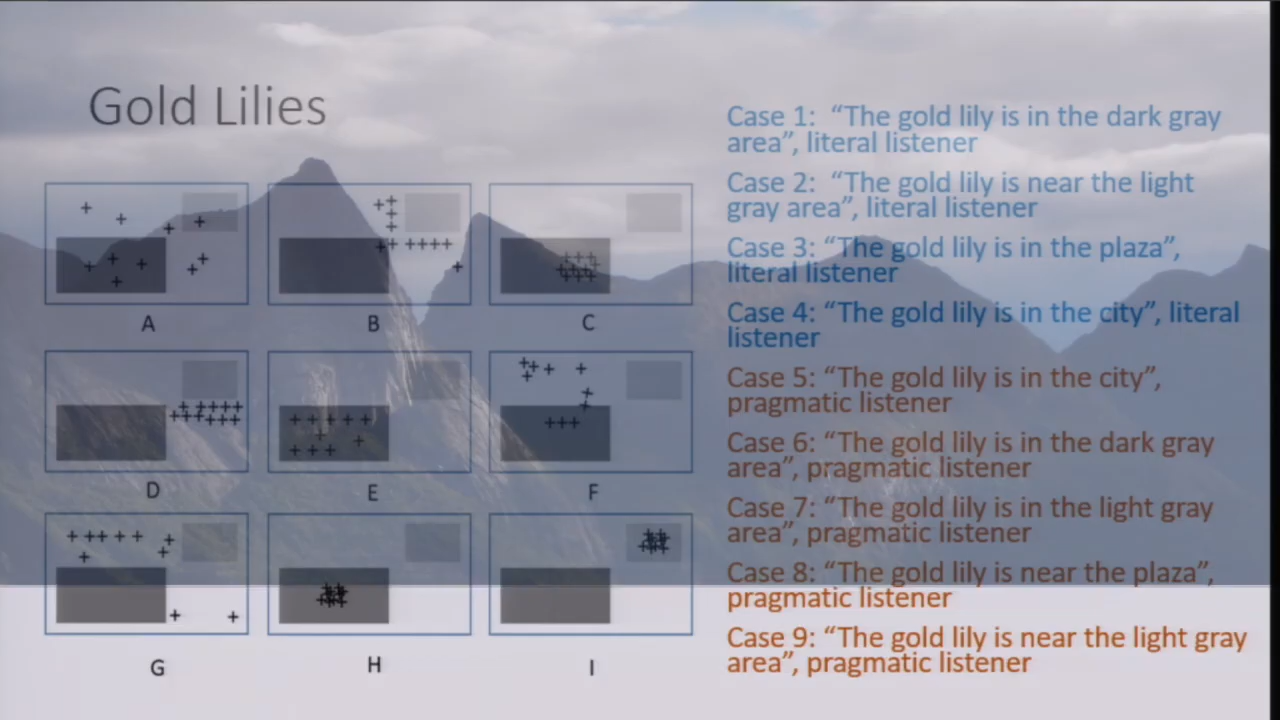 Gold Lilies
A
B
C
D
E
F
G
H
I
Case 1: “The gold lily is in the dark gray
area”, literal listener
Case 2: “The gold lily is near the light
gray area”, literal listener
Case 3: “The gold lily is in the plaza”,
literal listener
Case 4: “The gold lily is in the city”, literal
listener
Case 5: “The gold lily is in the city”,
pragmatic listener
Case 6: “The gold lily is in the dark gray
area”, pragmatic listener
Case 7: “The gold lily is in the light gray
area”, pragmatic listener
Case 8: “The gold lily is near the plaza”,
pragmatic listener
Case 9: “The gold lily is near the light gray
area”, pragmatic listener